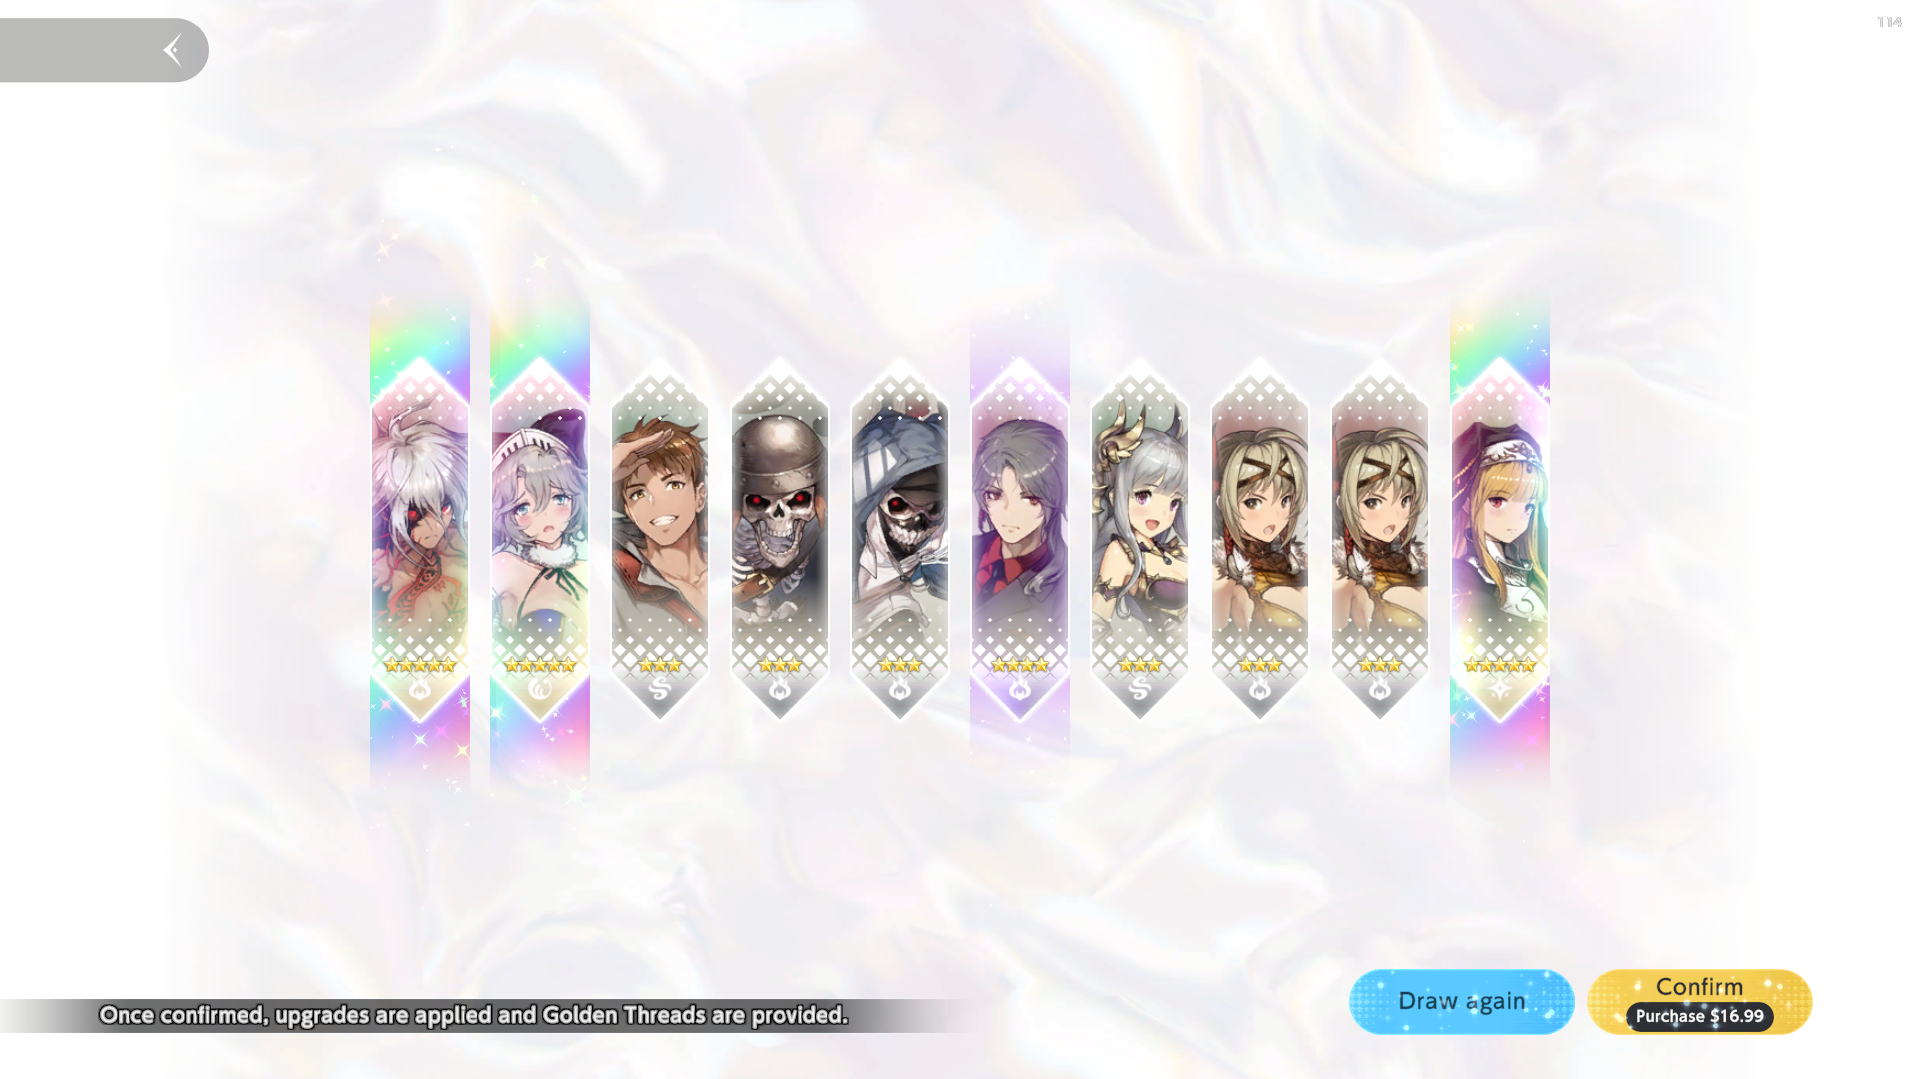 114
Once confirmed, upgrades are applied and Golden Threads are provided.
Draw again
Confirm
Purchase $16.99